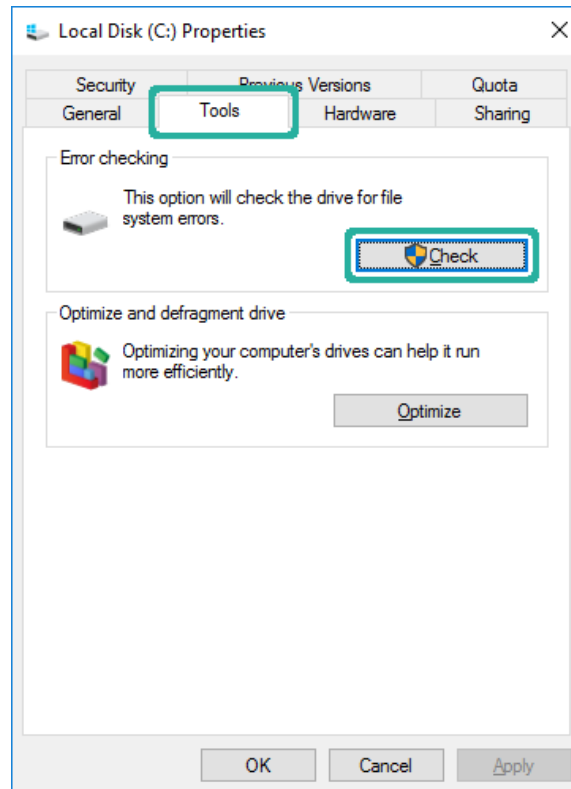 Local Disk (C:) Properties
Security Previous Versions Quota
General Tools Hardware Sharing
Error checking
This option will check the drive for file
system errors.
Check
Optimize and defragment drive
Optimizing your computer's drives can help it run
more efficiently.
Optimize
OK Cancel Apply